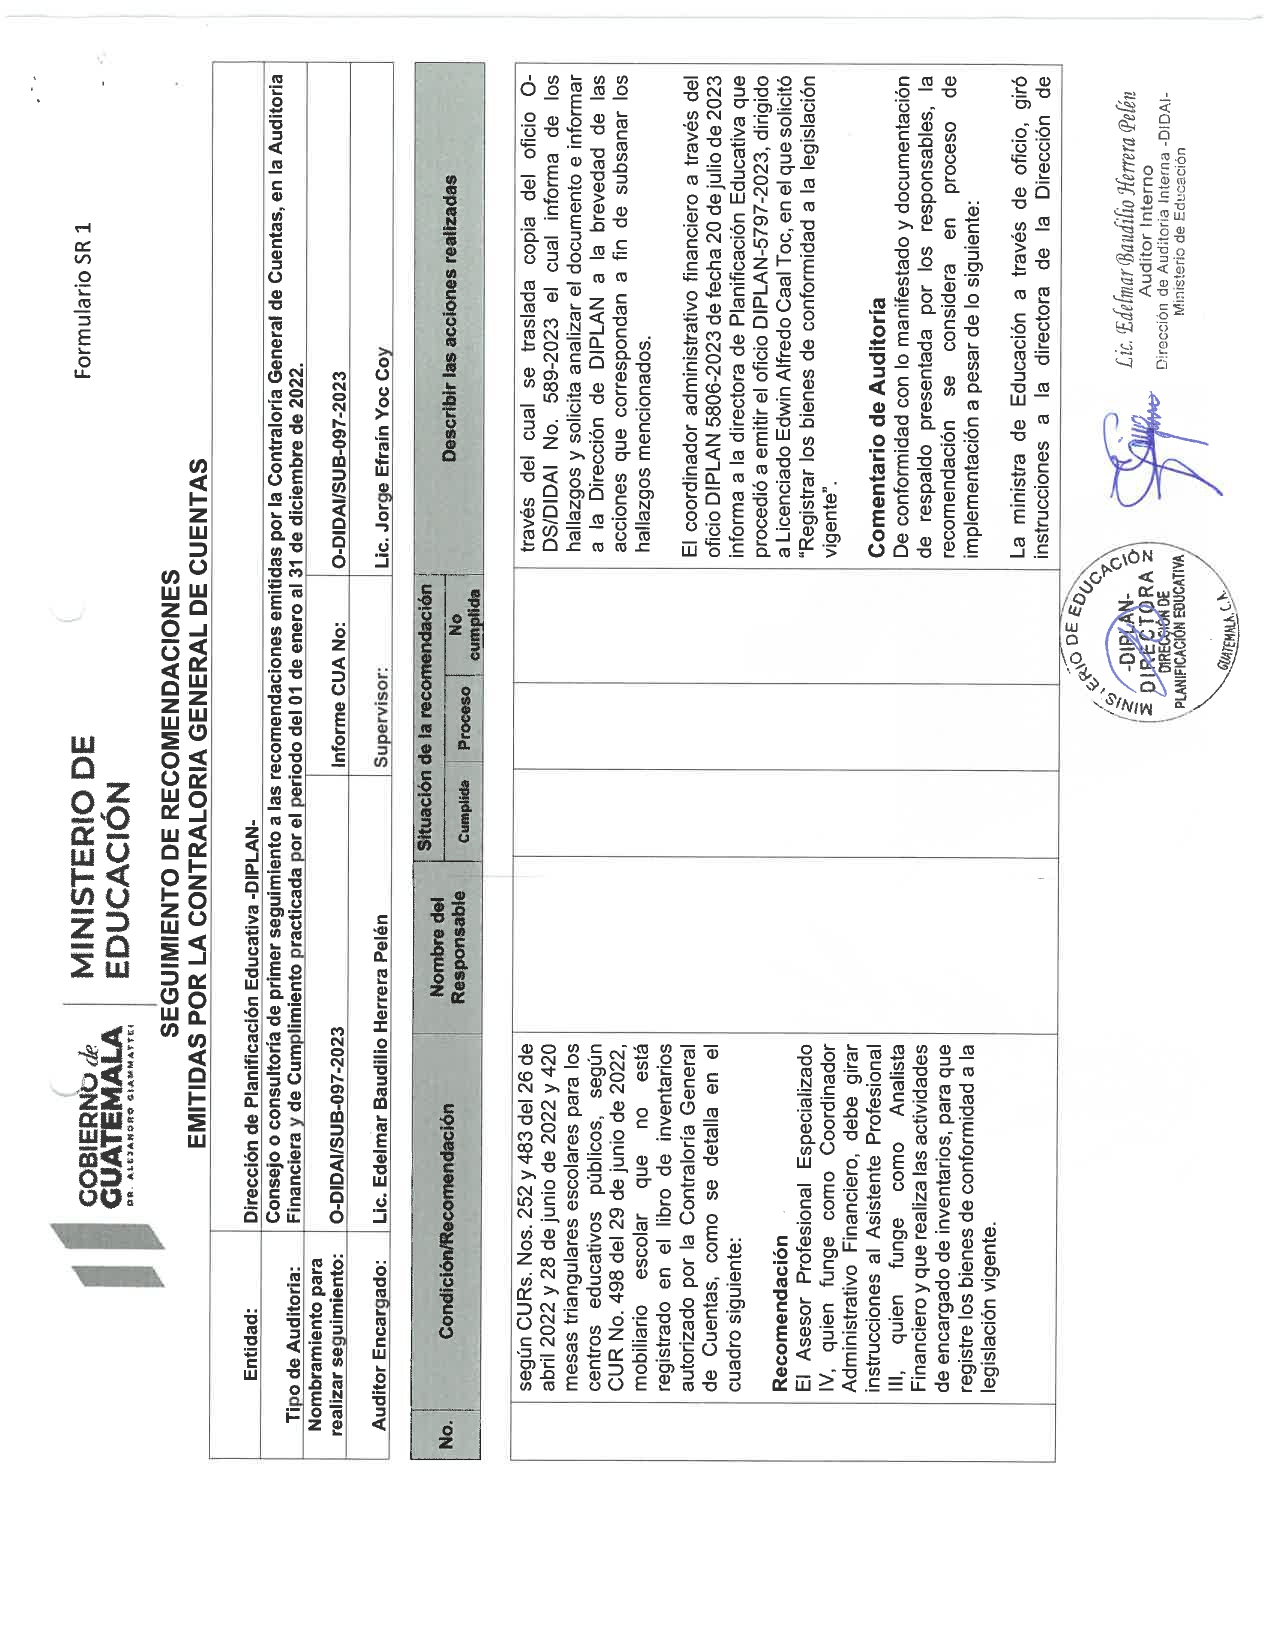 GOBIERNO de
GUATEMALA
DR. ALEJANDRO GIAMMATTEI
MINISTERIO DE
EDUCACIÓN
Formulario SR 1
SEGUIMIENTO DE RECOMENDACIONES
EMITIDAS POR LA CONTRALORIA GENERAL DE CUENTAS
Entidad: Dirección de Planificación Educativa -DIPLAN-
Tipo de Auditoria: Consejo o consultoría de primer seguimiento a las recomendaciones emitidas por la Contraloría General de Cuentas, en la Auditoria
Financiera y de Cumplimiento practicada por el periodo del 01 de enero al 31 de diciembre de 2022.
Nombramiento para
realizar seguimiento: O-DIDAI/SUB-097-2023 Informe CUA No: O-DIDAI/SUB-097-2023
Auditor Encargado: Lic. Edelmar Baudilio Herrera Pelén Supervisor: Lic. Jorge Efraín Yoc Coy
No. Condición/Recomendación Nombre del
Responsable Situación de la recomendación
Cumplida Proceso No
cumplida Describir las acciones realizadas
según CURs. Nos. 252 y 483 del 26 de
abril 2022 y 28 de junio de 2022 y 420
mesas triangulares escolares para los
centros educativos públicos, según
CUR No. 498 del 29 de junio de 2022,
mobiliario escolar que no está
registrado en el libro de inventarios
autorizado por la Contraloría General
de Cuentas, como se detalla en el
cuadro siguiente:
Recomendación
El Asesor Profesional Especializado
IV, quien funge como Coordinador
Administrativo Financiero, debe girar
instrucciones al Asistente Profesional
III, quien funge como Analista
Financiero y que realiza las actividades
de encargado de inventarios, para que
registre los bienes de conformidad a la
legislación vigente.
través del cual se traslada copia del oficio O-
DS/DIDAI No. 589-2023 el cual informa de los
hallazgos y solicita analizar el documento e informar
a la Dirección de DIPLAN a la brevedad de las
acciones que correspondan a fin de subsanar los
hallazgos mencionados.
El coordinador administrativo financiero a través del
oficio DIPLAN 5806-2023 de fecha 20 de julio de 2023
informa a la directora de Planificación Educativa que
procedió a emitir el oficio DIPLAN-5797-2023, dirigido
a Licenciado Edwin Alfredo Caal Toc, en el que solicitó
“Registrar los bienes de conformidad a la legislación
vigente”.
Comentario de Auditoría
De conformidad con lo manifestado y documentación
de respaldo presentada por los responsables, la
recomendación se considera en proceso de
implementación a pesar de lo siguiente:
La ministra de Educación a través de oficio, giró
instrucciones a la directora de la Dirección de
MINISTERIO DE EDUCACIÓN
-DIPLAN-
DIRECTORA
DIRECCIÓN DE
PLANIFICACIÓN EDUCATIVA
GUATEMALA, C.A.
Lic. Edelmar Baudilio Herrera Pelén
Auditor Interno
Dirección de Auditoria Interna -DIDAI-
Ministerio de Educación